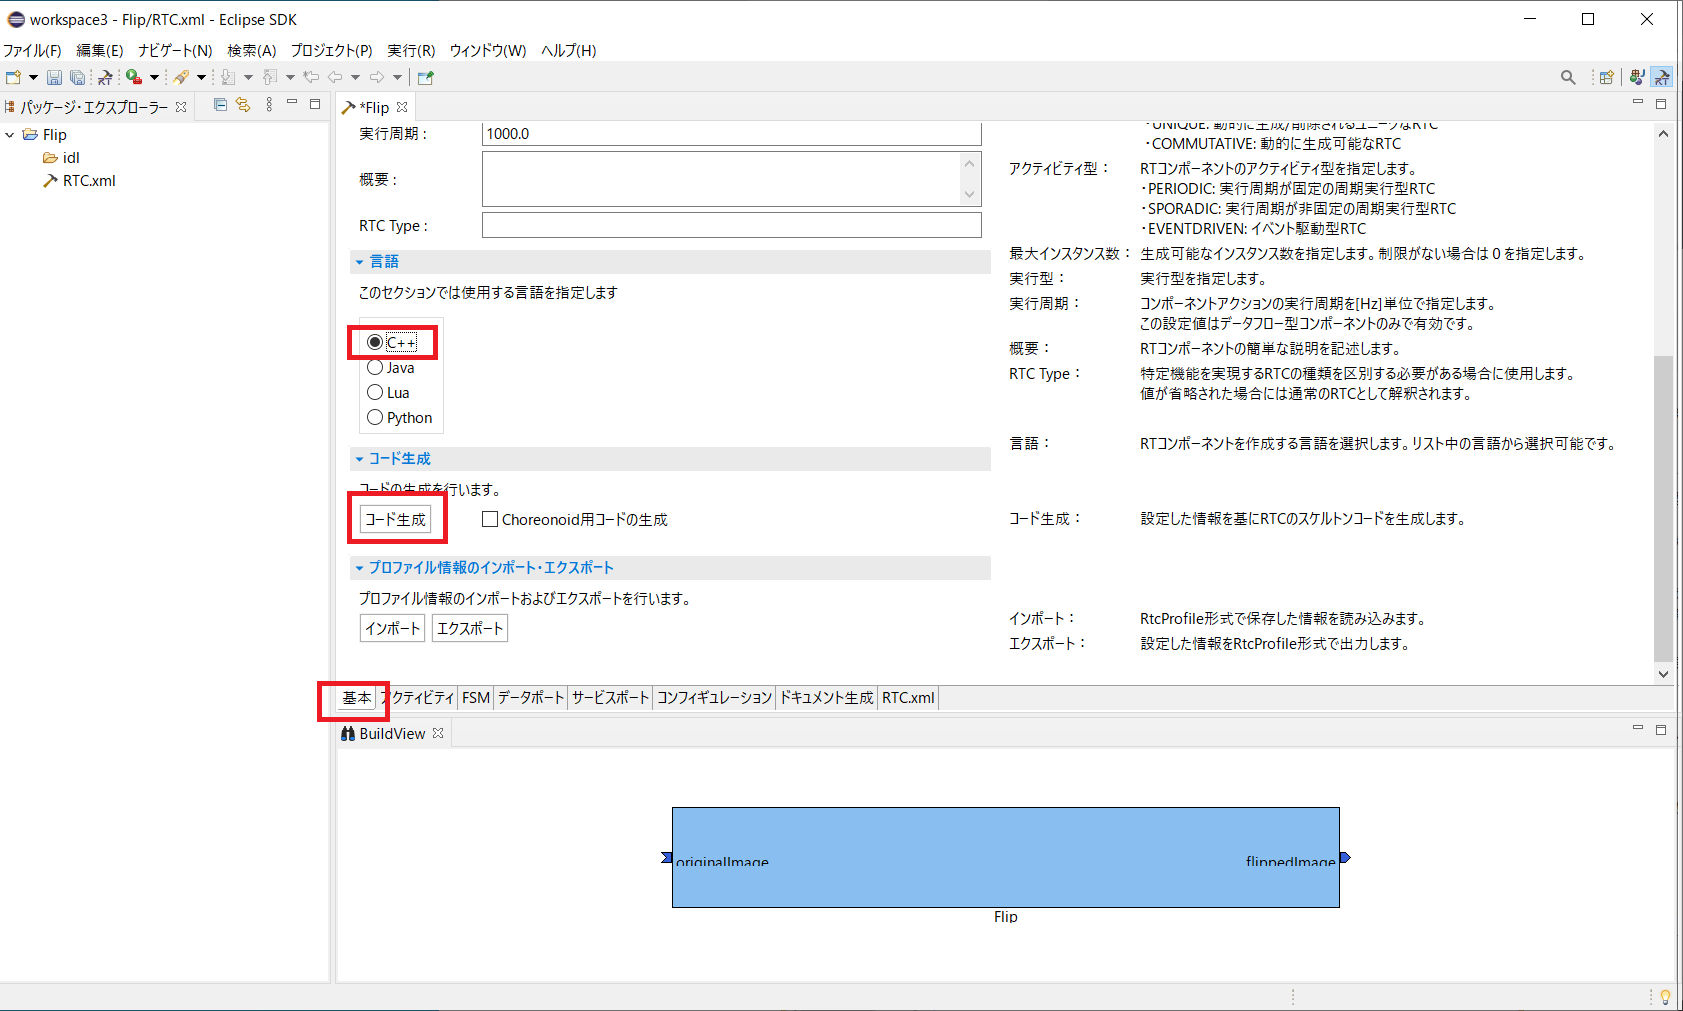 workspace3 - Flip/RTC.xml - Eclipse SDK
ファイル(F) 編集(E) ナビゲート(N) 検索(A) プロジェクト(P) 実行(R) ウィンドウ(W) ヘルプ(H)
パッケージ・エクスプローラー
Flip
idl
RTC.xml
*Flip
実行周期 :
1000.0
概要 :
RTC Type :
言語
このセクションでは使用する言語を指定します
C++
Java
Lua
Python
コード生成
コードの生成を行います。
コード生成
Choreonoid用コードの生成
プロファイル情報のインポート・エクスポート
プロファイル情報のインポートおよびエクスポートを行います。
インポート エクスポート
・UNIQUE: 動的に生成/削除されるユニークなRTC
・COMMUTATIVE: 動的に生成可能なRTC
アクティビティ型： RTコンポーネントのアクティビティ型を指定します。
・PERIODIC: 実行周期が固定の周期実行型RTC
・SPORADIC: 実行周期が非固定の周期実行型RTC
・EVENTDRIVEN: イベント駆動型RTC
最大インスタンス数： 生成可能なインスタンス数を指定します。制限がない場合は０を指定します。
実行型： 実行型を指定します。
実行周期： コンポーネントアクションの実行周期を[Hz]単位で指定します。
この設定値はデータフロー型コンポーネントのみで有効です。
概要： RTコンポーネントの簡単な説明を記述します。
RTC Type： 特定機能を実現するRTCの種類を区別する必要がある場合に使用します。
値が省略された場合には通常のRTCとして解釈されます。
言語： RTコンポーネントを作成する言語を選択します。リスト中の言語から選択可能です。
コード生成： 設定した情報を基にRTCのスケルトンコードを生成します。
インポート： RtcProfile形式で保存した情報を読み込みます。
エクスポート： 設定した情報をRtcProfile形式で出力します。
基本 アクティビティ FSM データポート サービスポート コンフィギュレーション ドキュメント生成 RTC.xml
BuildView
originalImage
flippedImage
Flip